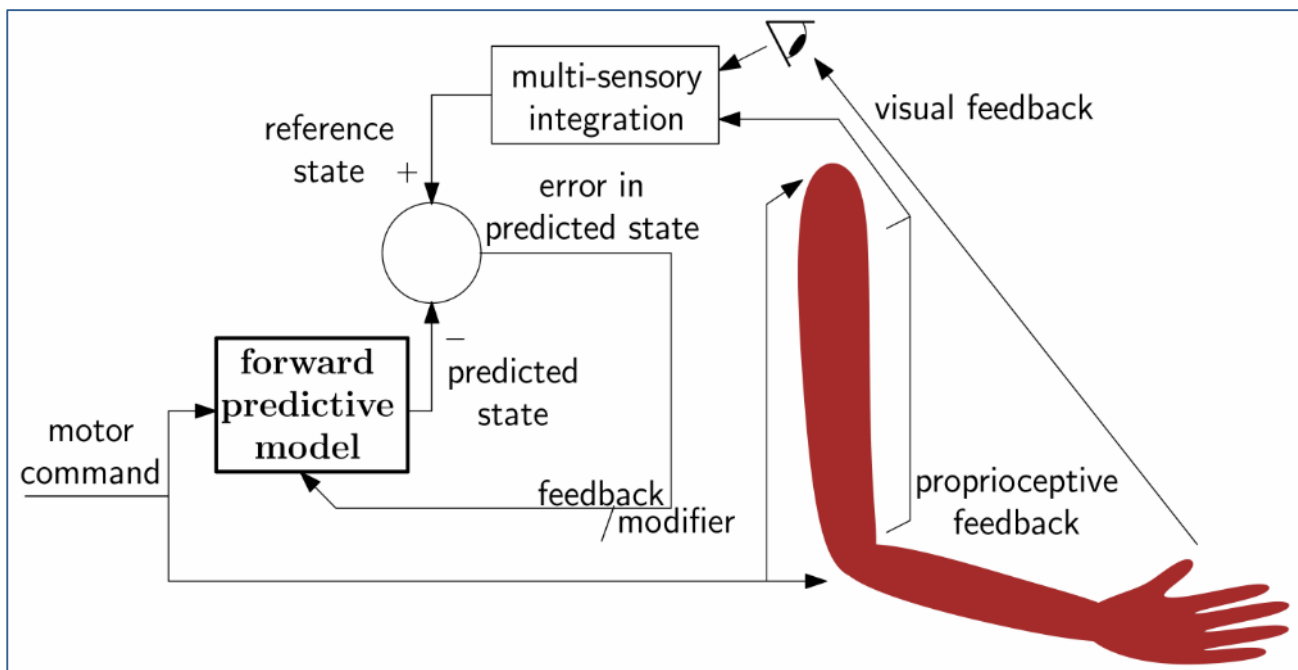 multi-sensory
integration
visual feedback
reference
state +
error in
predicted state
−
forward
predictive
model
predicted
state
motor
command
feedback
modifier
proprioceptive
feedback